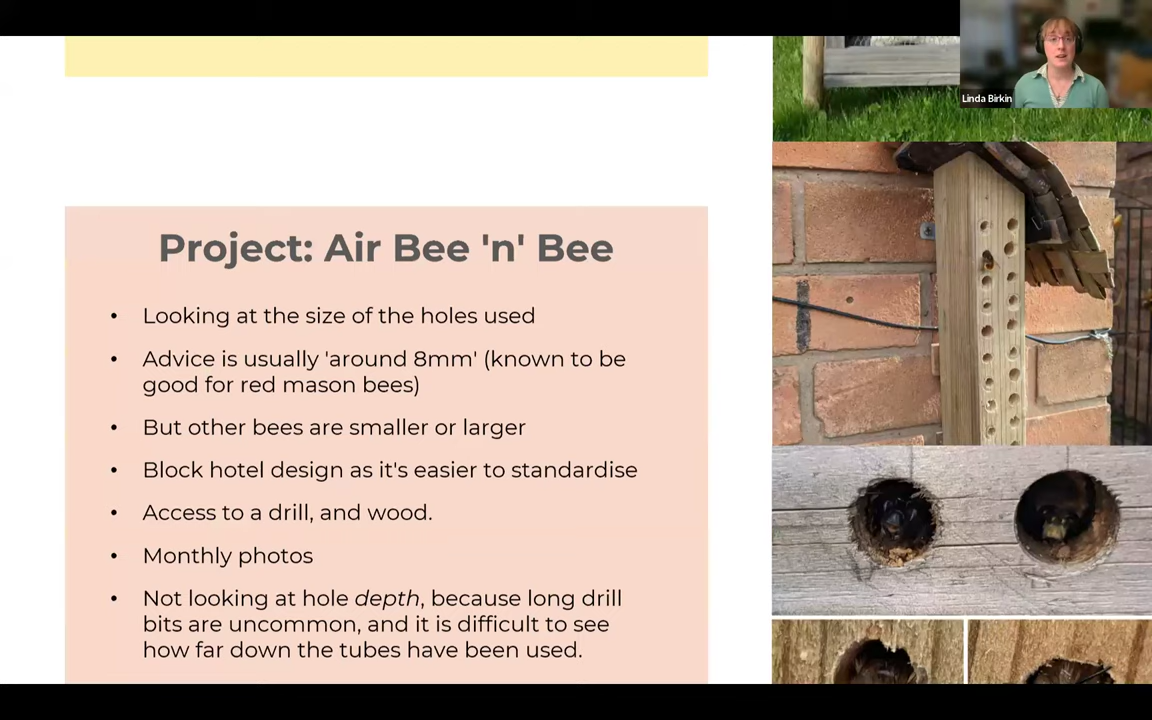 Linda Birkin
Project: Air Bee 'n' Bee
• Looking at the size of the holes used
• Advice is usually 'around 8mm' (known to be
good for red mason bees)
• But other bees are smaller or larger
• Block hotel design as it's easier to standardise
• Access to a drill, and wood.
• Monthly photos
• Not looking at hole depth, because long drill
bits are uncommon, and it is difficult to see
how far down the tubes have been used.